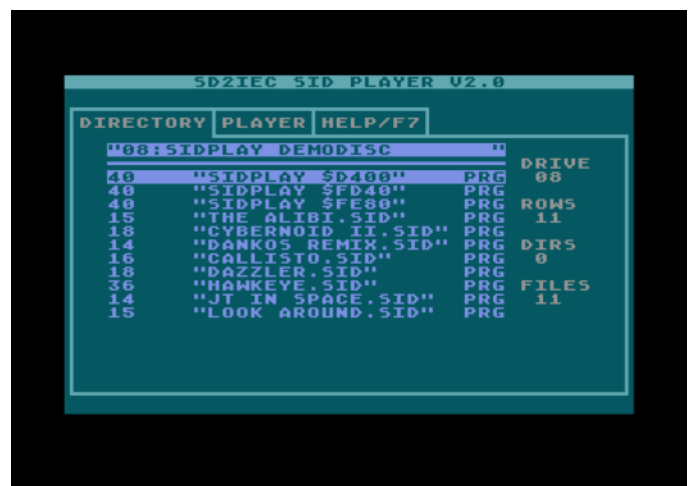 SD2IEC SID PLAYER V2.0
DIRECTORY PLAYER HELP/F7
"08:SIDPLAY DEMODISC "
DRIVE
40 "SIDPLAY $D400" PRG 08
40 "SIDPLAY $FD40" PRG
40 "SIDPLAY $FE80" PRG ROWS
15 "THE ALIBI.SID" PRG 11
18 "CYBERNOID II.SID" PRG
14 "DANKOS REMIX.SID" PRG DIRS
16 "CALLISTO.SID" PRG 0
18 "DAZZLER.SID" PRG
36 "HAWKEYE.SID" PRG FILES
14 "JT IN SPACE.SID" PRG 11
15 "LOOK AROUND.SID" PRG